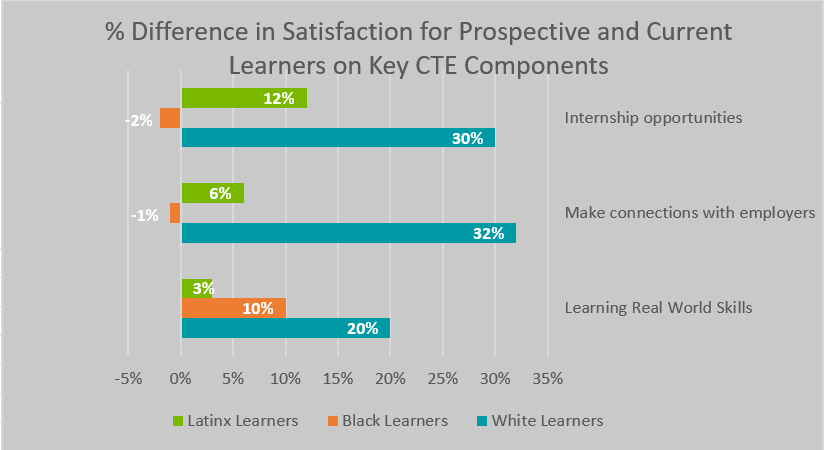 % Difference in Satisfaction for Prospective and Current
Learners on Key CTE Components
12%
-2%
30%
Internship opportunities
6%
-1%
32%
Make connections with employers
3%
10%
20%
Learning Real World Skills
-5% 0% 5% 10% 15% 20% 25% 30% 35%
Latinx Learners Black Learners White Learners